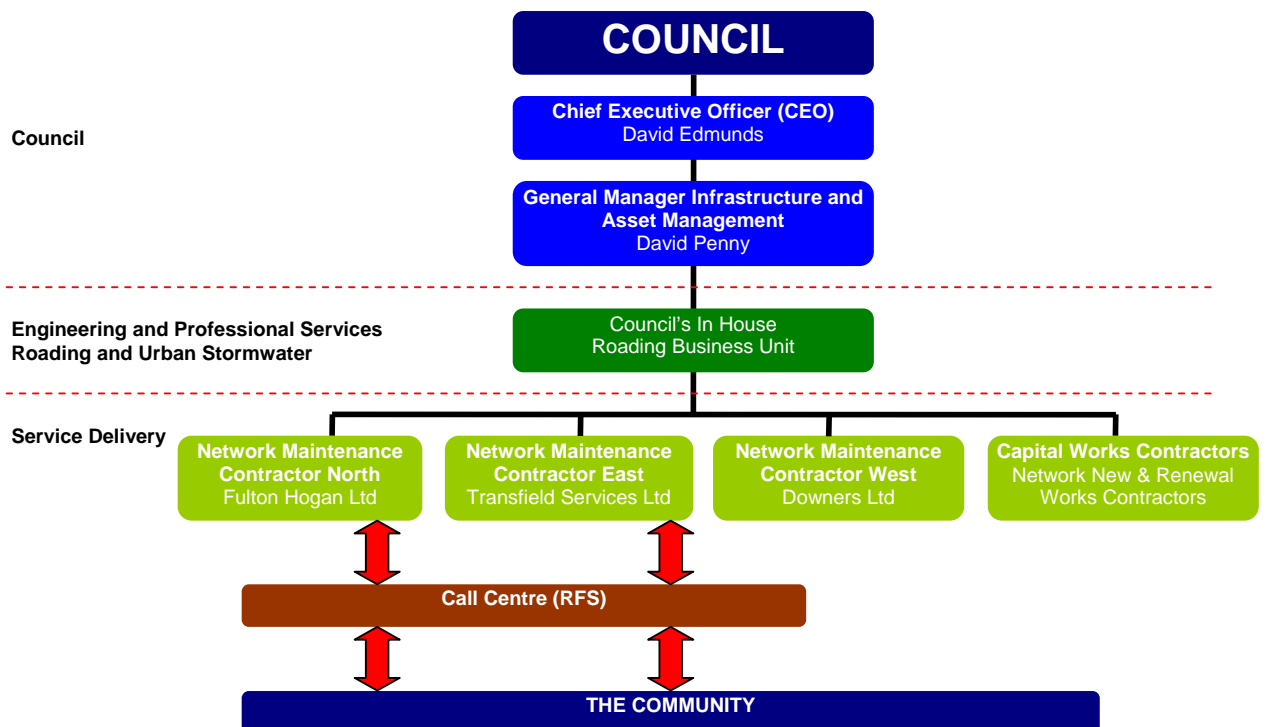 COUNCIL
Chief Executive Officer (CEO)
David Edmunds
Council
General Manager Infrastructure and
Asset Management
David Penny
Engineering and Professional Services
Roading and Urban Stormwater
Council's In House
Roading Business Unit
Service Delivery
Network Maintenance
Contractor North
Fulton Hogan Ltd
Network Maintenance
Contractor East
Transfield Services Ltd
Network Maintenance
Contractor West
Downers Ltd
Capital Works Contractors
Network New & Renewal
Works Contractors
Call Centre (RFS)
THE COMMUNITY